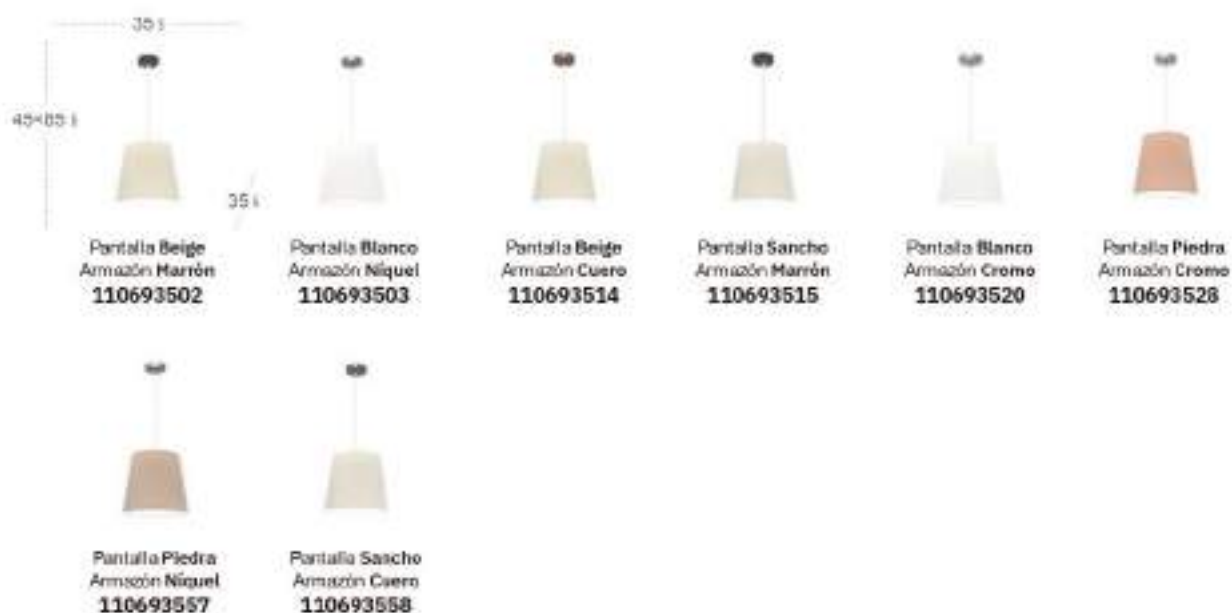 35
45×85
35
Pantalla Beige
Armazón Marrón
110693502
Pantalla Blanco
Armazón Níquel
110693503
Pantalla Beige
Armazón Cuero
110693514
Pantalla Sancho
Armazón Marrón
110693515
Pantalla Blanco
Armazón Cromo
110693520
Pantalla Piedra
Armazón Cromo
110693528
Pantalla Piedra
Armazón Níquel
110693557
Pantalla Sancho
Armazón Cuero
110693558